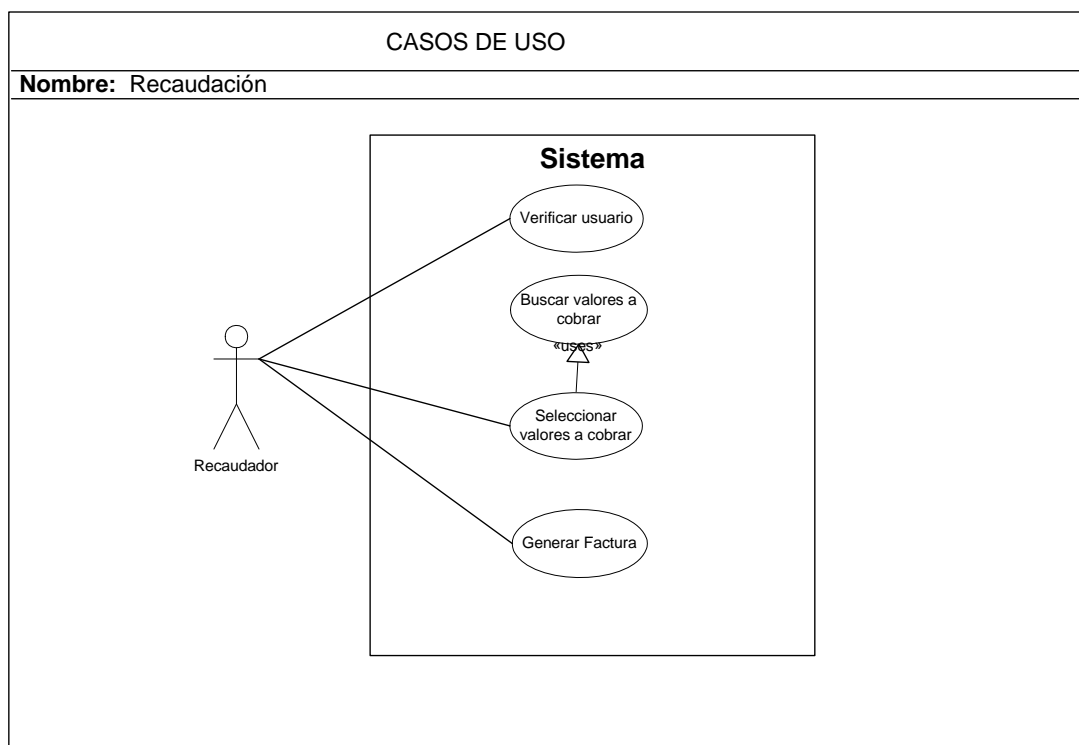 CASOS DE USO
Nombre: Recaudación
Sistema
Verificar usuario
Buscar valores a
cobrar
«uses»
Seleccionar
valores a cobrar
Recaudador
Generar Factura